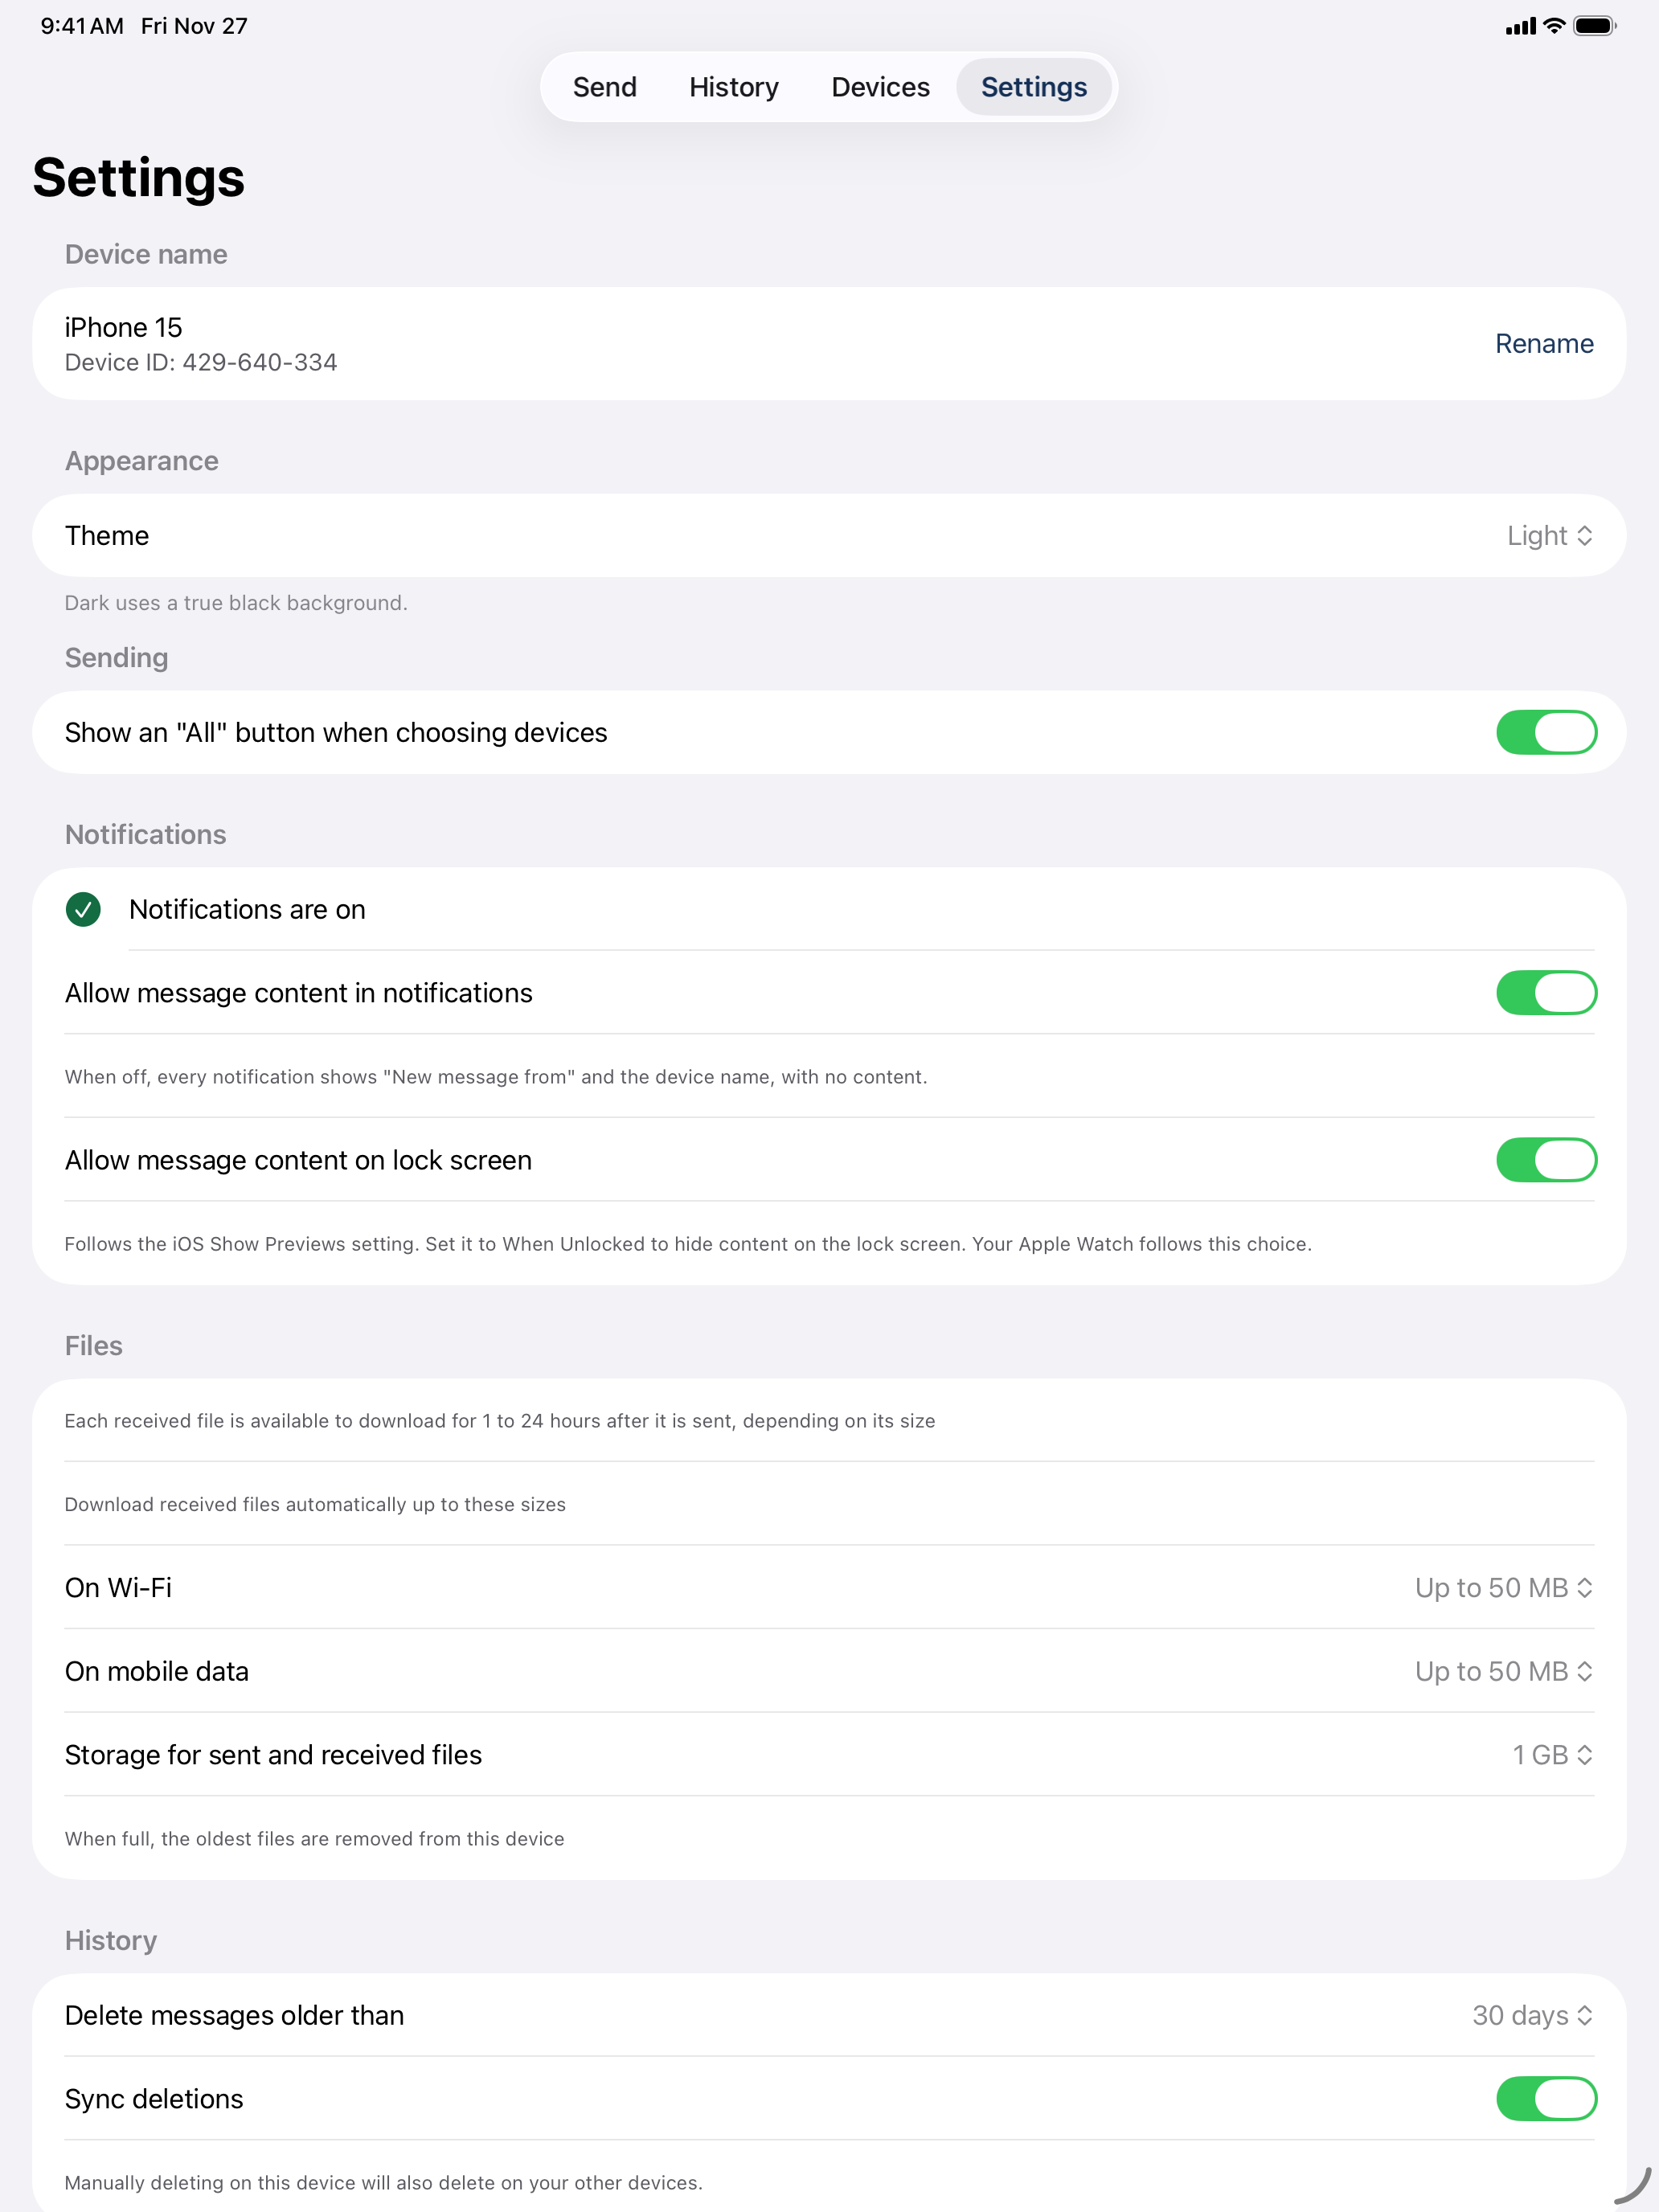 9:41 AM Fri Nov 27
Send History Devices Settings
Settings
Device name
iPhone 15
Device ID: 429-640-334
Rename
Appearance
Theme
Light
Dark uses a true black background.
Sending
Show an "All" button when choosing devices
Notifications
Notifications are on
Allow message content in notifications
When off, every notification shows "New message from" and the device name, with no content.
Allow message content on lock screen
Follows the iOS Show Previews setting. Set it to When Unlocked to hide content on the lock screen. Your Apple Watch follows this choice.
Files
Each received file is available to download for 1 to 24 hours after it is sent, depending on its size
Download received files automatically up to these sizes
On Wi-Fi
Up to 50 MB
On mobile data
Up to 50 MB
Storage for sent and received files
1 GB
When full, the oldest files are removed from this device
History
Delete messages older than
30 days
Sync deletions
Manually deleting on this device will also delete on your other devices.